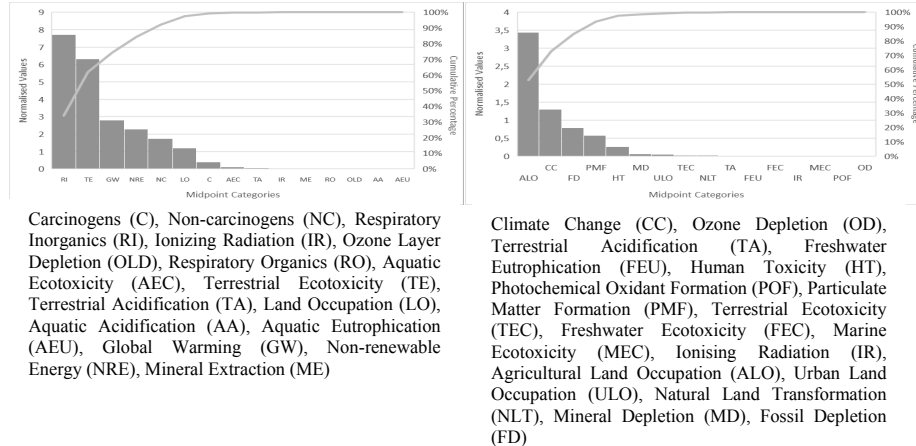 9
8
7
6
5
4
3
2
1
0
Normalised Values
100%
90%
80%
70%
60%
50%
40%
30%
20%
10%
0%
Cumulative Percentage
RI TE GW NRE NC LO C AEC TA IR ME RO OLD AA AEU
Midpoint Categories
Carcinogens (C), Non-carcinogens (NC), Respiratory
Inorganics (RI), Ionizing Radiation (IR), Ozone Layer
Depletion (OLD), Respiratory Organics (RO), Aquatic
Ecotoxicity (AEC), Terrestrial Ecotoxicity (TE),
Terrestrial Acidification (TA), Land Occupation (LO),
Aquatic Acidification (AA), Aquatic Eutrophication
(AEU), Global Warming (GW), Non-renewable
Energy (NRE), Mineral Extraction (ME)
4
3,5
3
2,5
2
1,5
1
0,5
0
Normalised Values
100%
90%
80%
70%
60%
50%
40%
30%
20%
10%
0%
Cumulative Percentage
CC PMF MD TEC TA FEC MEC OD
ALO FD HT ULO NLT FEU IR POF
Midpoint Categories
Climate Change (CC), Ozone Depletion (OD),
Terrestrial Acidification (TA), Freshwater
Eutrophication (FEU), Human Toxicity (HT),
Photochemical Oxidant Formation (POF), Particulate
Matter Formation (PMF), Terrestrial Ecotoxicity
(TEC), Freshwater Ecotoxicity (FEC), Marine
Ecotoxicity (MEC), Ionising Radiation (IR),
Agricultural Land Occupation (ALO), Urban Land
Occupation (ULO), Natural Land Transformation
(NLT), Mineral Depletion (MD), Fossil Depletion
(FD)